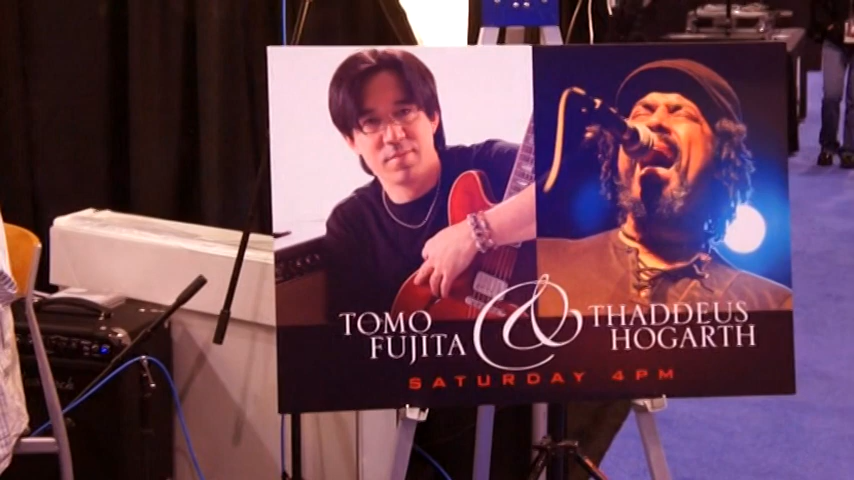 TOMO
FUJITA
&
THADDEUS
HOGARTH
SATURDAY 4PM